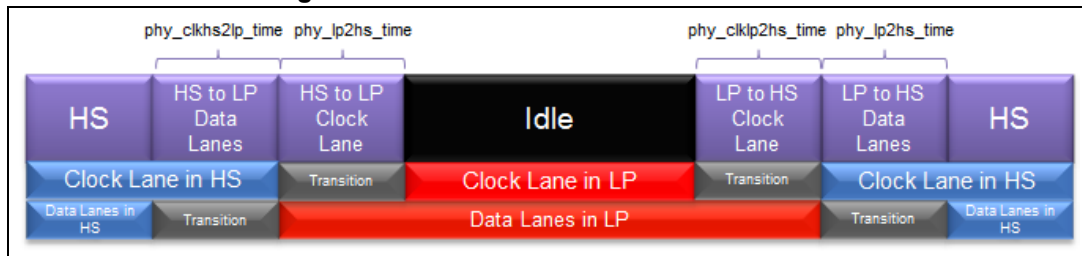 phy_clkhs2lp_time phy_lp2hs_time phy_clklp2hs_time phy_lp2hs_time
HS
HS to LP
Data
Lanes
HS to LP
Clock
Lane
Idle
LP to HS
Clock
Lane
LP to HS
Data
Lanes
HS
Clock Lane in HS Transition Clock Lane in LP Transition Clock Lane in HS
Data Lanes in
HS
Transition
Data Lanes in LP
Transition
Data Lanes in
HS